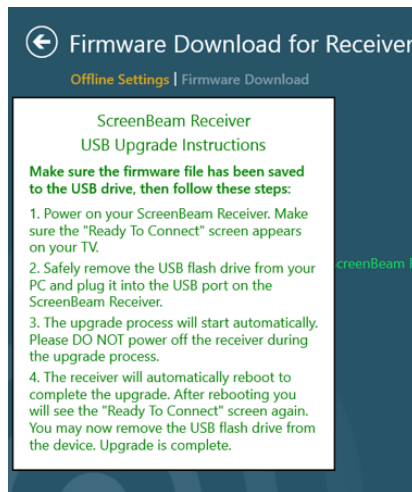 Firmware Download for Receiver
Offline Settings | Firmware Download
ScreenBeam Receiver
USB Upgrade Instructions
Make sure the firmware file has been saved
to the USB drive, then follow these steps:
1. Power on your ScreenBeam Receiver. Make
sure the "Ready To Connect" screen appears
on your TV.
2. Safely remove the USB flash drive from your
PC and plug it into the USB port on the
ScreenBeam Receiver.
creenBeam
3. The upgrade process will start automatically.
Please DO NOT power off the receiver during
the upgrade process.
4. The receiver will automatically reboot to
complete the upgrade. After rebooting you
will see the "Ready To Connect" screen again.
You may now remove the USB flash drive from
the device. Upgrade is complete.